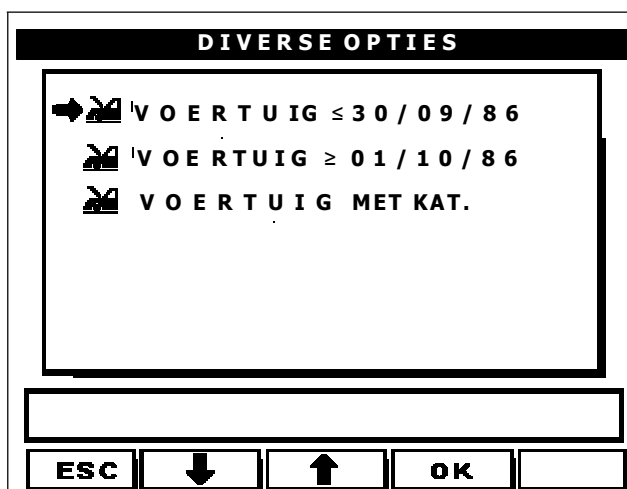 DIVERSE OPTIES
VOERTUIG ≤ 30/09/86
VOERTUIG ≥ 01/10/86
VOERTUIG MET KAT.
ESC OK